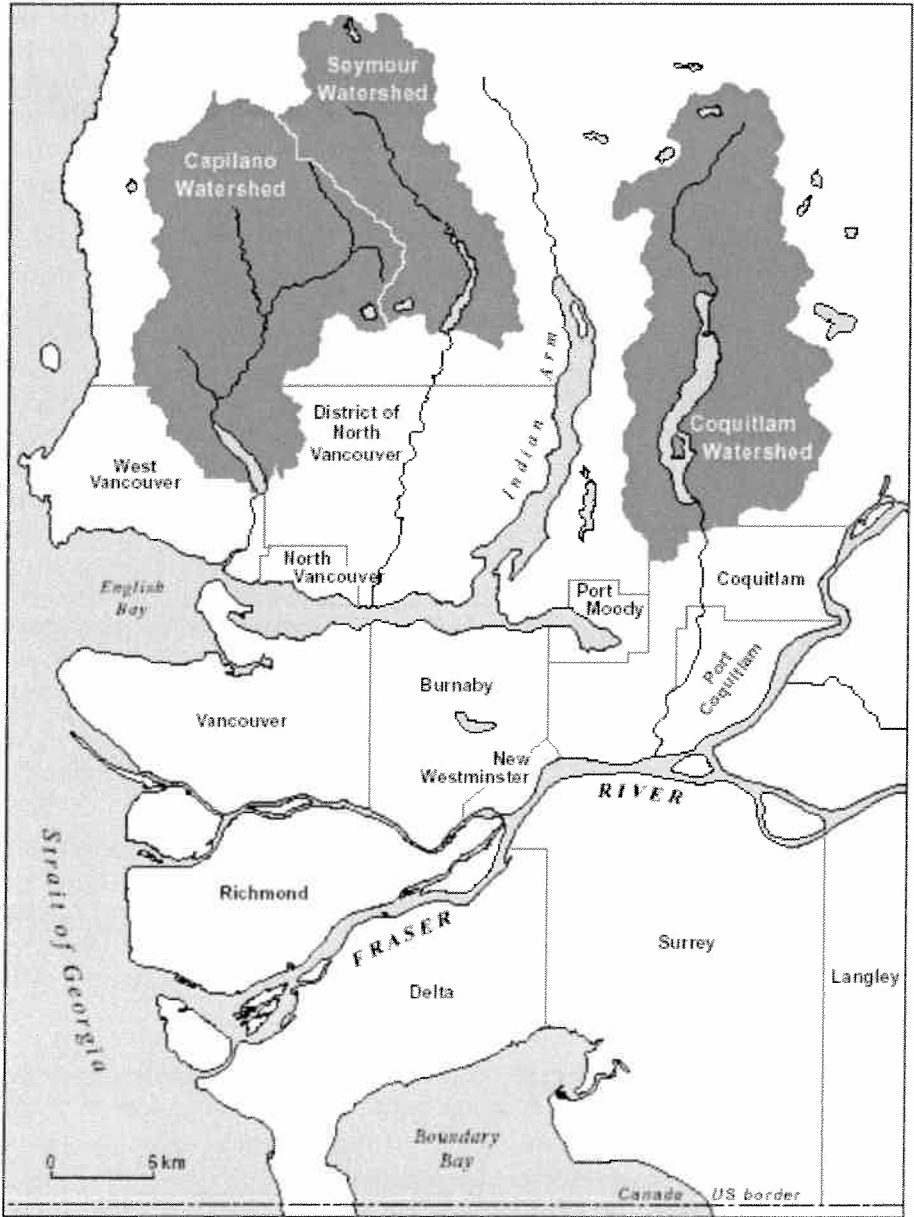 Seymour
Watershed
Capilano
Watershed
Indian Arm
Coquitlam
Watershed
District of
North
Vancouver
West
Vancouver
North
Vancouver
English
Bay
Port
Moody
Coquitlam
Port
Coquitlam
Burnaby
Vancouver
New
Westminster
FRASER RIVER
Richmond
Strait of Georgia
Surrey
Langley
Delta
Boundary
Bay
0 5 km
Canada - US border